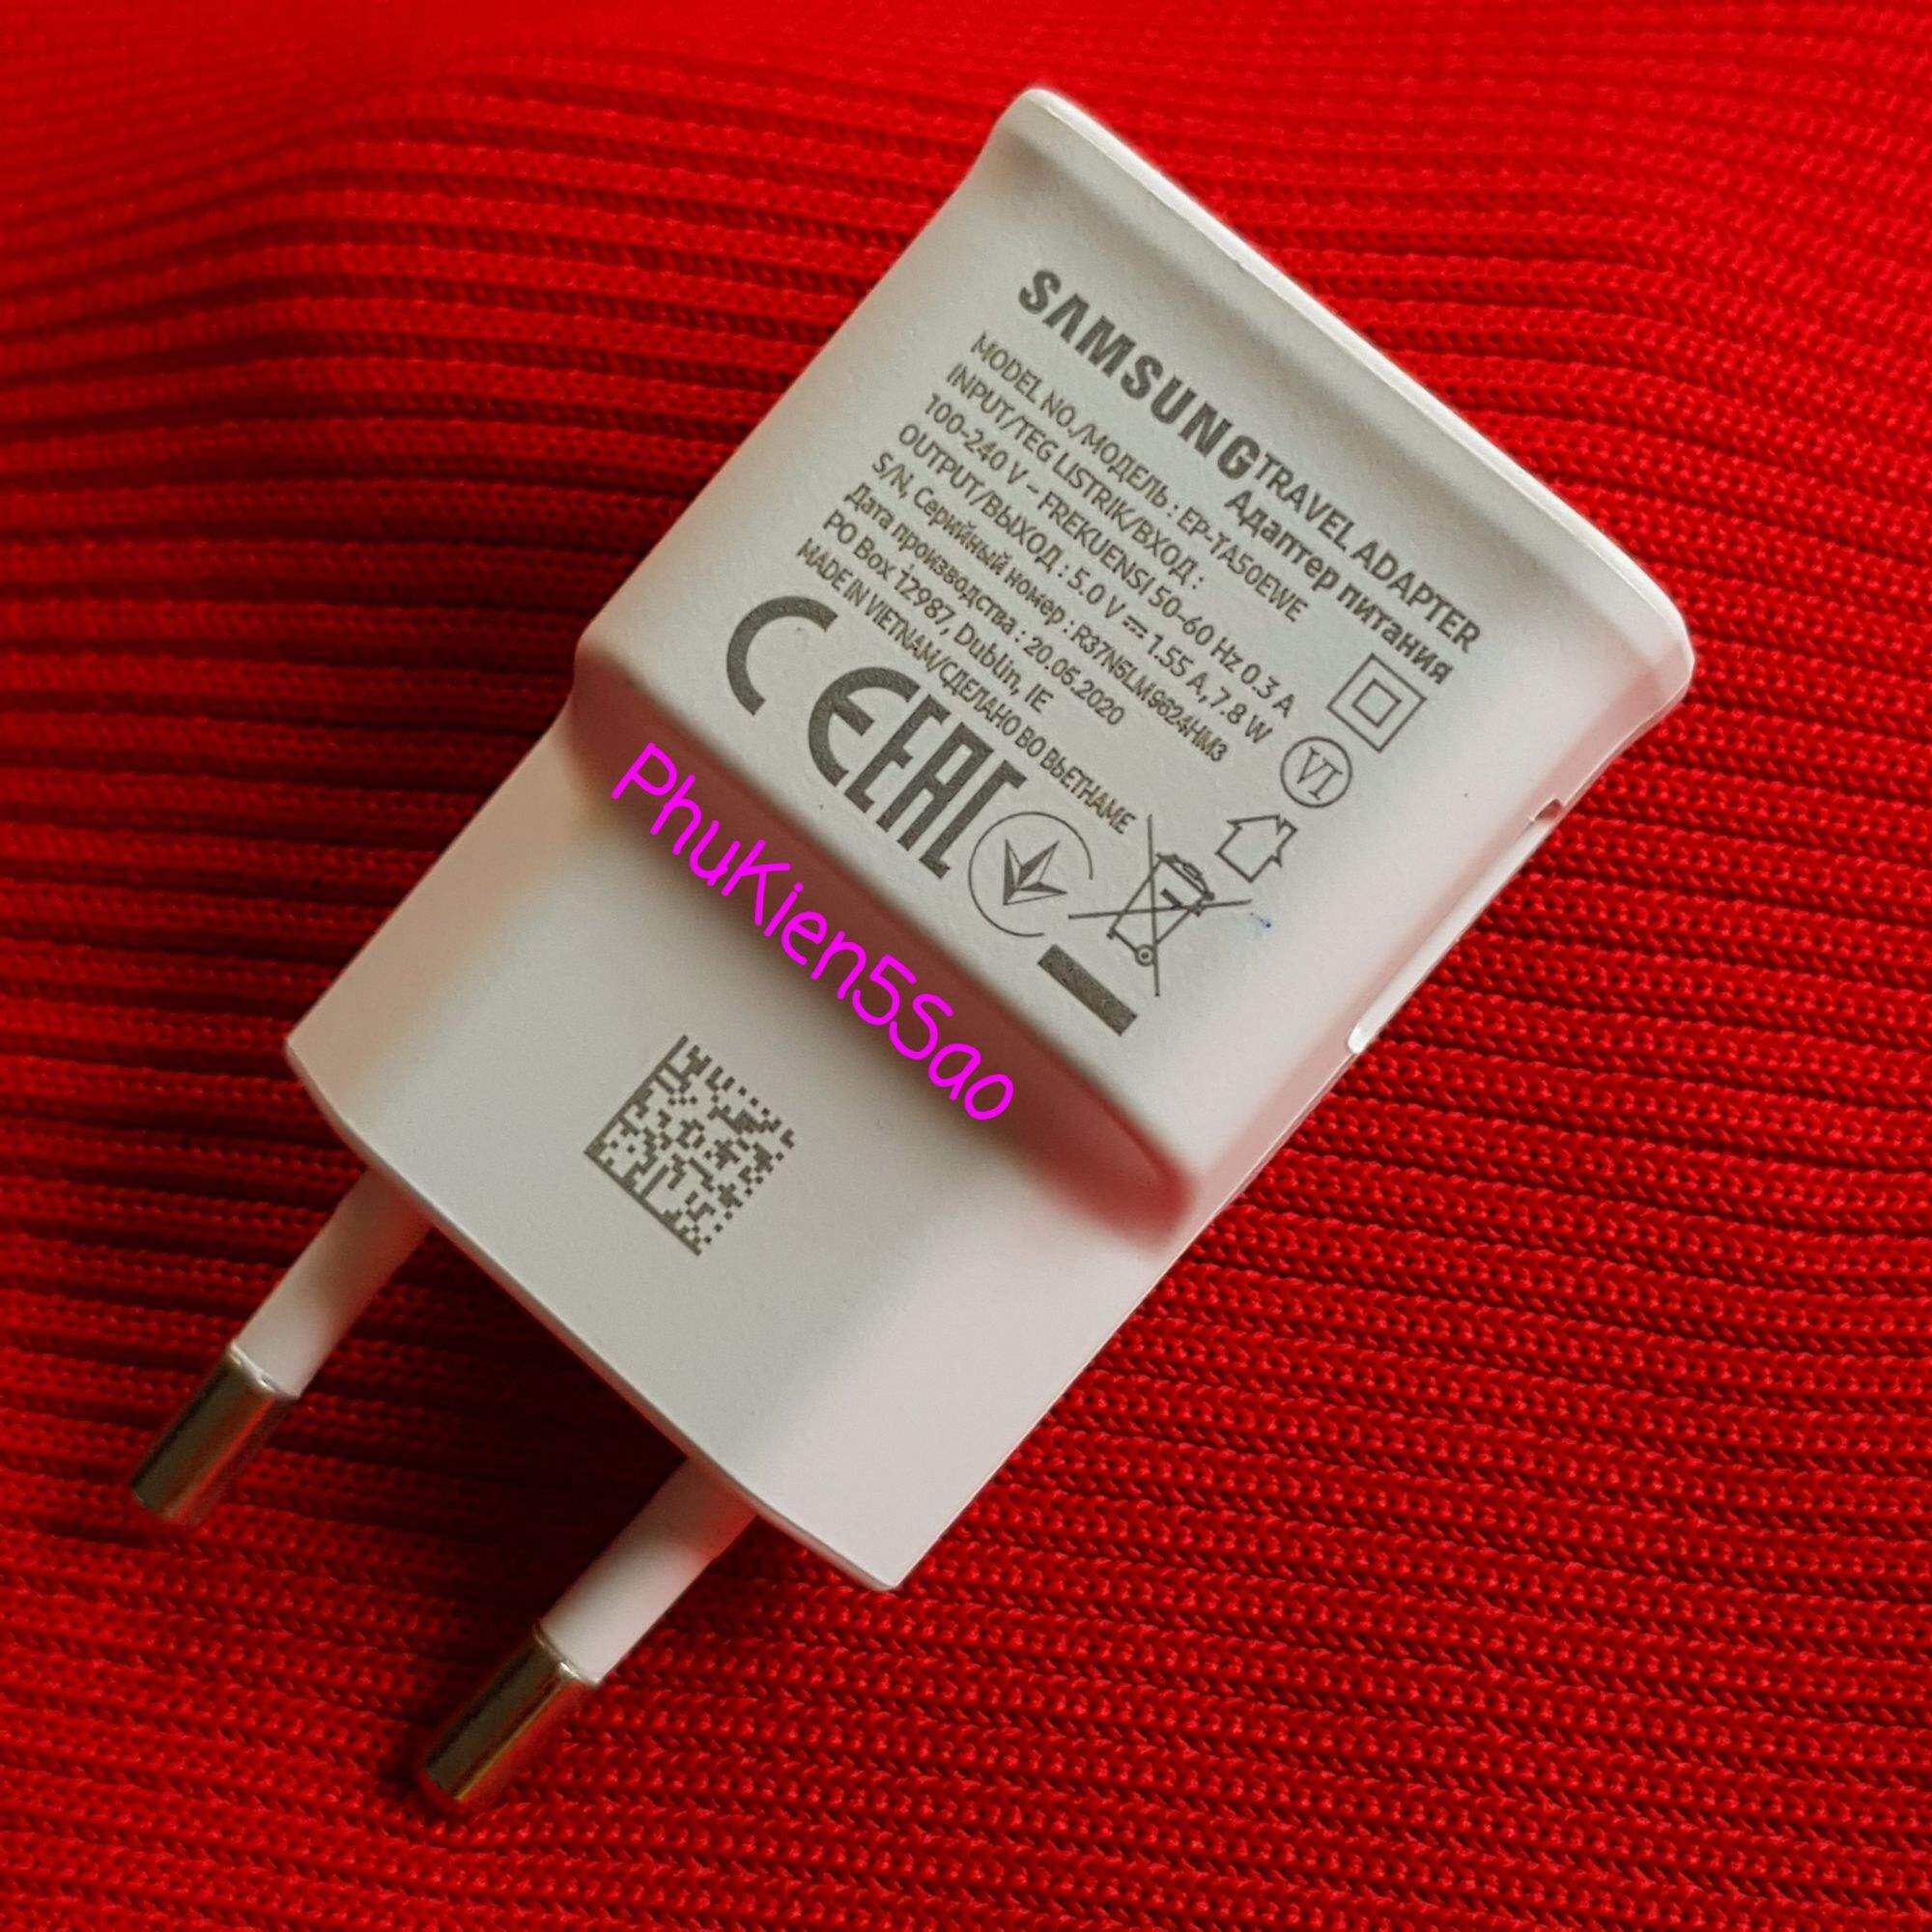 SAMSUNG TRAVEL ADAPTER
Адаптер питания
MODEL NO./МОДЕЛЬ : EP-TA50EWE
INPUT/TEG LISTRIK/ВХОД :
100-240 V ~ FREKUENSI 50-60 Hz 0.3 A
OUTPUT/ВЫХОД : 5.0 V ⎓ 1.55 A, 7.8 W
S/N, Серийный номер : R37N5LM9624HM3
Дата производства : 20.05.2020
PO Box 12987, Dublin, IE
MADE IN VIETNAM/СДЕЛАНО ВО ВЬЕТНАМЕ
VI
CE EAC
PhuKien5Sao